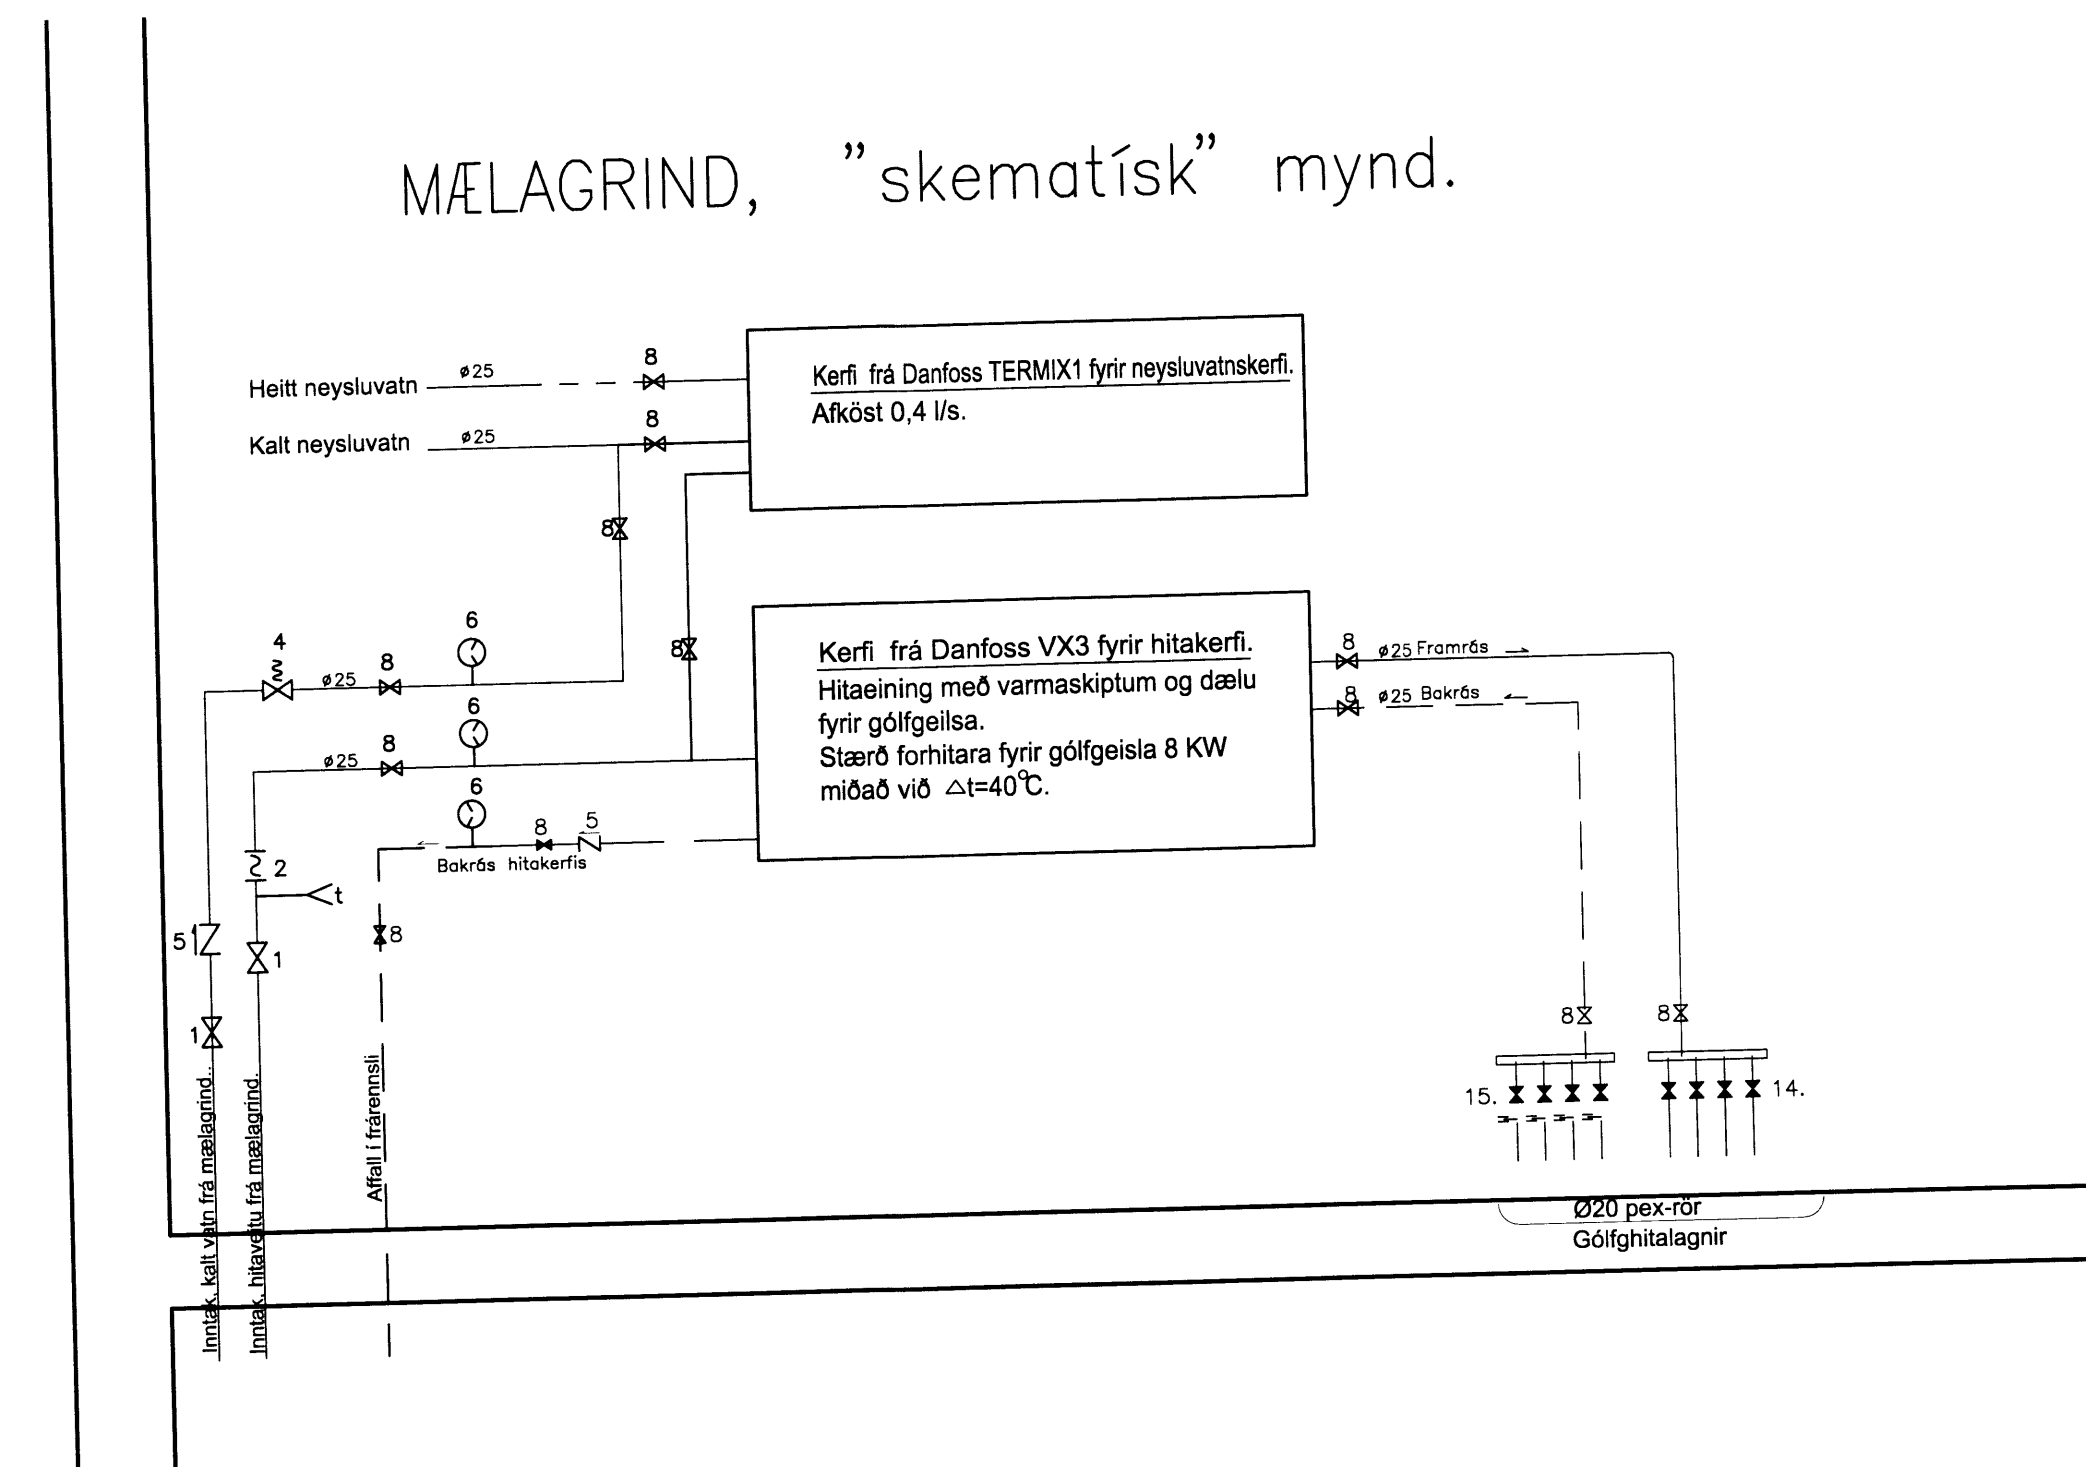 MÆLAGRIND, ”skematísk” mynd.
Heitt neysluvatn ø25 8
Kalt neysluvatn ø25 8
Kerfi frá Danfoss TERMIX1 fyrir neysluvatnskerfi.
Afköst 0,4 l/s.
8
8
4
ø25
8
6
ø25
8
6
6
8
5
Bakrás hitakerfis
Kerfi frá Danfoss VX3 fyrir hitakerfi.
Hitaeining með varmaskiptum og dælu
fyrir gólfgeilsa.
Stærð forhitara fyrir gólfgeisla 8 KW
miðað við △t=40°C.
8 ø25 Framrás
8 ø25 Bakrás
2
t
5
1
1
8
Inntak, kalt vatn frá mælagrind..
Inntak, hitaveitu frá mælagrind.
Affall í frárennsli
8
8
15.
14.
Ø20 pex-rör
Gólfghitalagnir